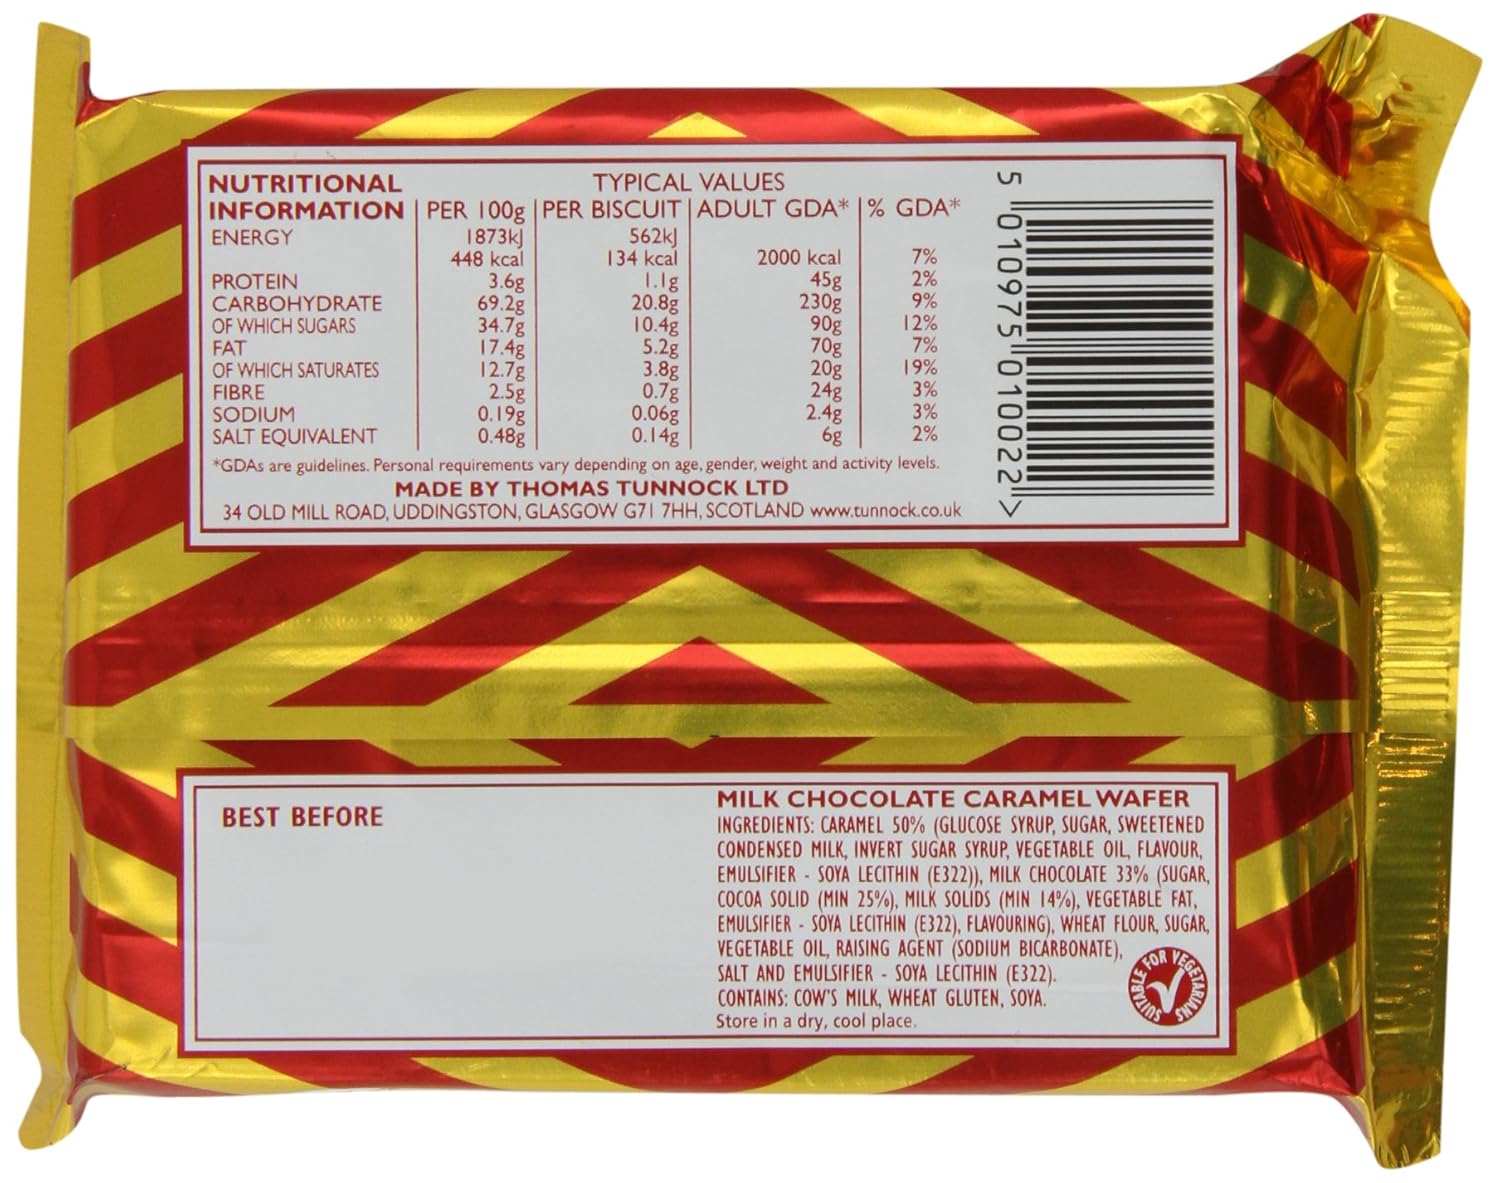 NUTRITIONAL INFORMATION TYPICAL VALUES
PER 100g PER BISCUIT ADULT GDA* % GDA*
ENERGY 1873kJ 562kJ
448 kcal 134 kcal 2000 kcal 7%
PROTEIN 3.6g 1.1g 45g 2%
CARBOHYDRATE 69.2g 20.8g 230g 9%
OF WHICH SUGARS 34.7g 10.4g 90g 12%
FAT 17.4g 5.2g 70g 7%
OF WHICH SATURATES 12.7g 3.8g 20g 19%
FIBRE 2.5g 0.7g 24g 3%
SODIUM 0.19g 0.06g 2.4g 3%
SALT EQUIVALENT 0.48g 0.14g 6g 2%
*GDAs are guidelines. Personal requirements vary depending on age, gender, weight and activity levels.
MADE BY THOMAS TUNNOCK LTD
34 OLD MILL ROAD, UDDINGSTON, GLASGOW G71 7HH, SCOTLAND www.tunnock.co.uk
5 010975 010022 >
BEST BEFORE
MILK CHOCOLATE CARAMEL WAFER
INGREDIENTS: CARAMEL 50% (GLUCOSE SYRUP, SUGAR, SWEETENED
CONDENSED MILK, INVERT SUGAR SYRUP, VEGETABLE OIL, FLAVOUR,
EMULSIFIER - SOYA LECITHIN (E322)), MILK CHOCOLATE 33% (SUGAR,
COCOA SOLID (MIN 25%), MILK SOLIDS (MIN 14%), VEGETABLE FAT,
EMULSIFIER - SOYA LECITHIN (E322), FLAVOURING), WHEAT FLOUR, SUGAR,
VEGETABLE OIL, RAISING AGENT (SODIUM BICARBONATE),
SALT AND EMULSIFIER - SOYA LECITHIN (E322).
CONTAINS: COW'S MILK, WHEAT GLUTEN, SOYA.
Store in a dry, cool place.
SUITABLE FOR VEGETARIANS